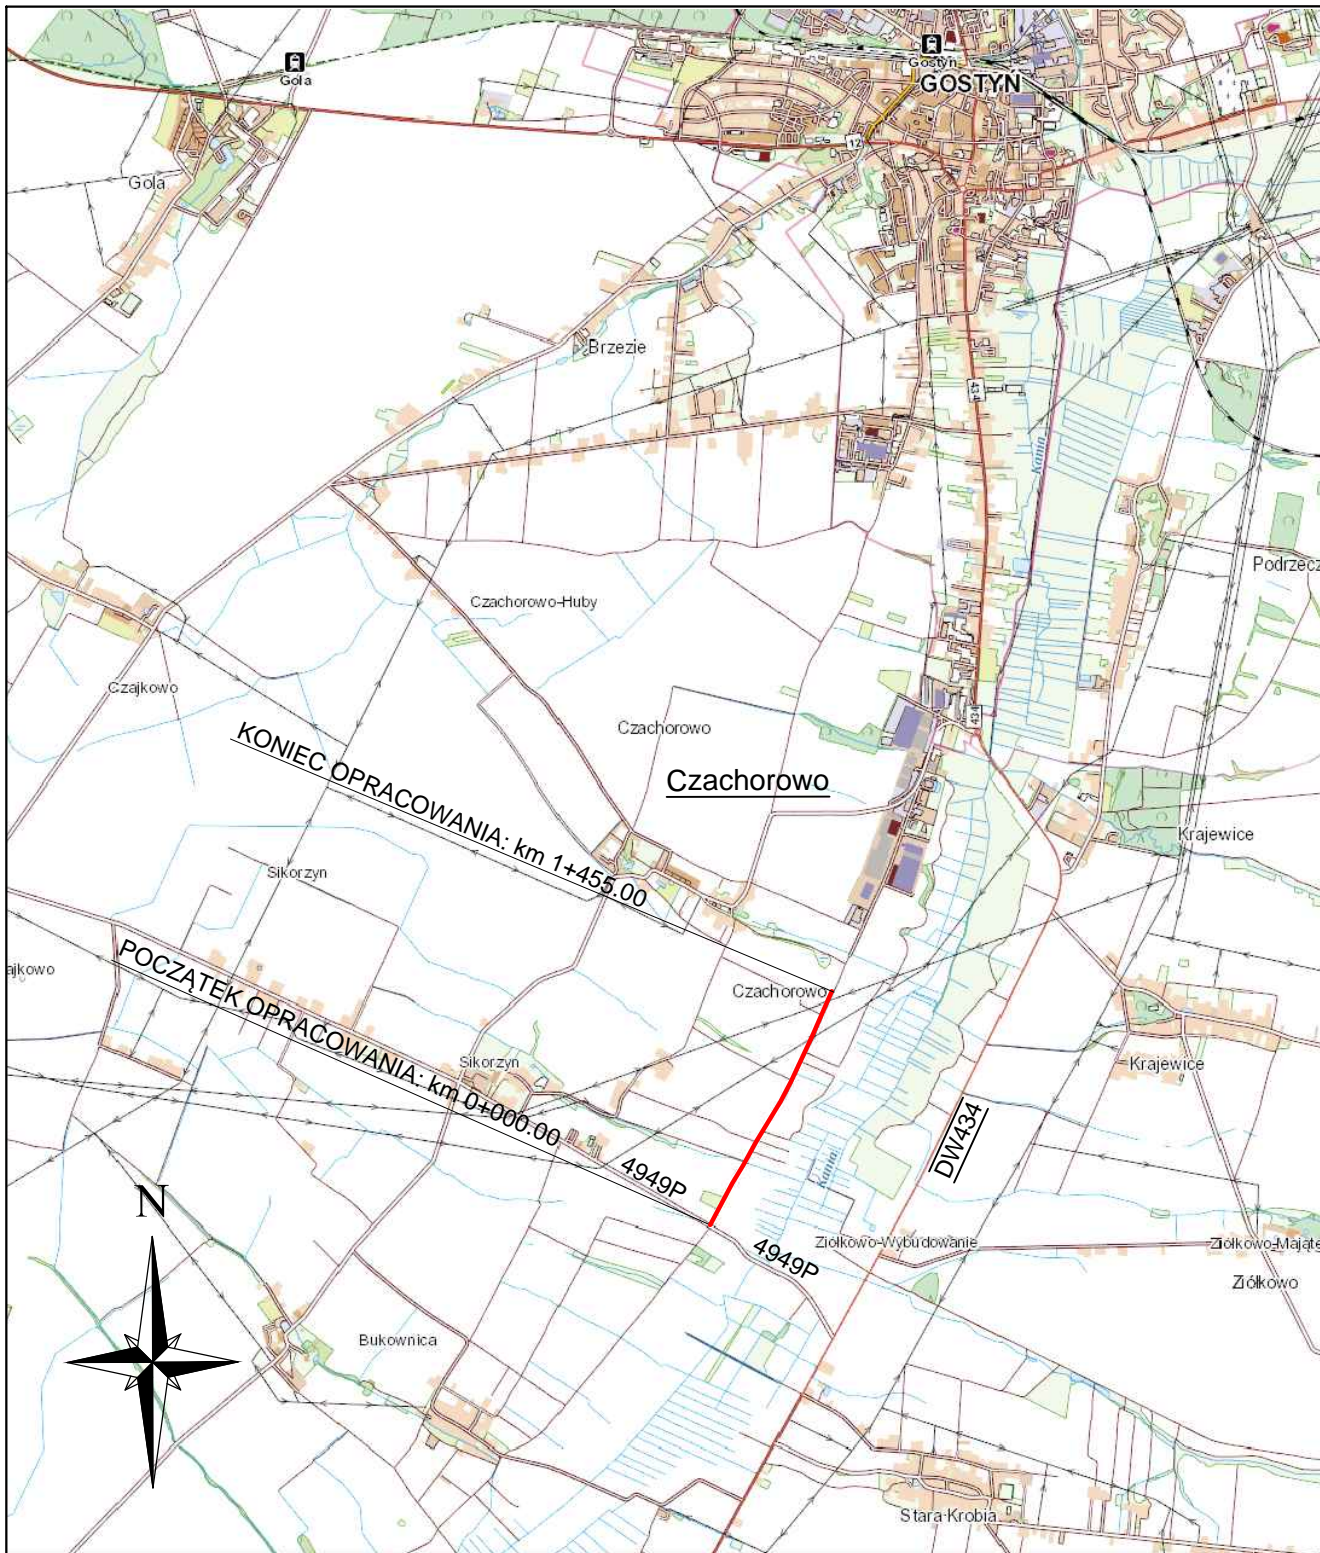 Gola
Gostyń
GOSTYŃ
12
Gola
Brzezie
434
Kania
Podrzecz
Czachorowo-Huby
Czajkowo
434
Czachorowo
KONIEC OPRACOWANIA: km 1+455.00
Czachorowo
Krajewice
Sikorzyn
POCZĄTEK OPRACOWANIA: km 0+000.00
ajkowo
Czachorowo
Sikorzyn
Krajewice
DW434
4949P
Kania
N
4949P
Ziółkowo-Wybudowanie
Ziółkowo-Mająte
Ziółkowo
Bukownica
Stara Krobia